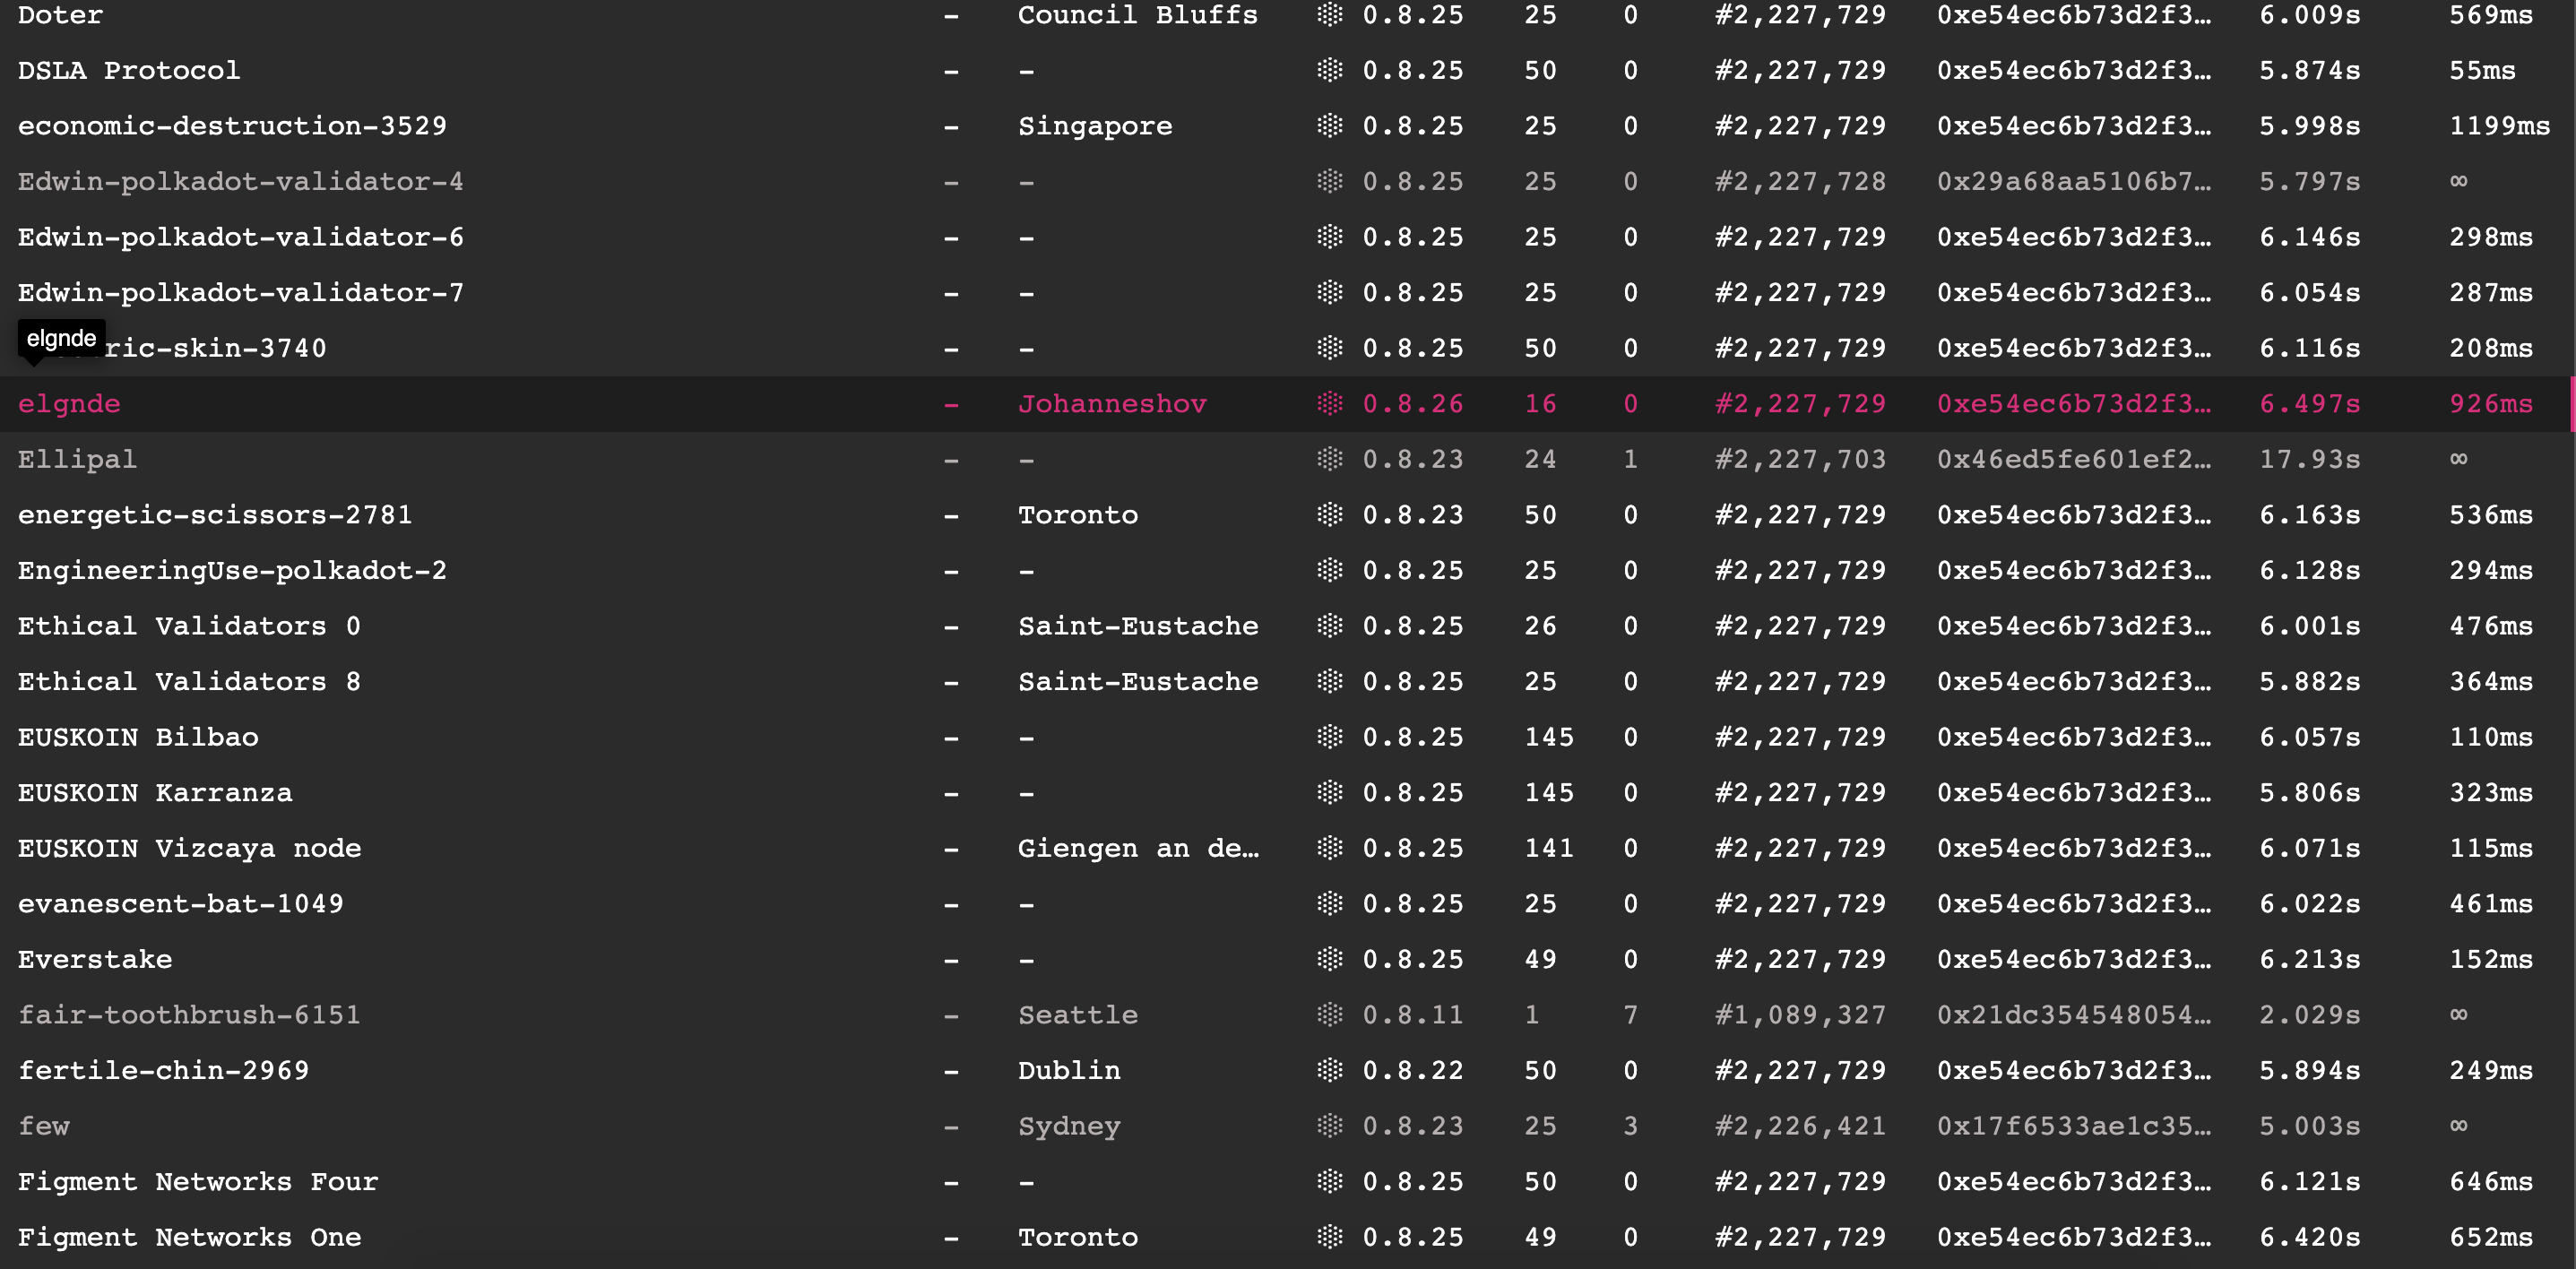 Doter – Council Bluffs 0.8.25 25 0 #2,227,729 0xe54ec6b73d2f3… 6.009s 569ms
DSLA Protocol – – 0.8.25 50 0 #2,227,729 0xe54ec6b73d2f3… 5.874s 55ms
economic-destruction-3529 – Singapore 0.8.25 25 0 #2,227,729 0xe54ec6b73d2f3… 5.998s 1199ms
Edwin-polkadot-validator-4 – – 0.8.25 25 0 #2,227,728 0x29a68aa5106b7… 5.797s ∞
Edwin-polkadot-validator-6 – – 0.8.25 25 0 #2,227,729 0xe54ec6b73d2f3… 6.146s 298ms
Edwin-polkadot-validator-7 – – 0.8.25 25 0 #2,227,729 0xe54ec6b73d2f3… 6.054s 287ms
elgnde
ric-skin-3740 – – 0.8.25 50 0 #2,227,729 0xe54ec6b73d2f3… 6.116s 208ms
elgnde – Johanneshov 0.8.26 16 0 #2,227,729 0xe54ec6b73d2f3… 6.497s 926ms
Ellipal – – 0.8.23 24 1 #2,227,703 0x46ed5fe601ef2… 17.93s ∞
energetic-scissors-2781 – Toronto 0.8.23 50 0 #2,227,729 0xe54ec6b73d2f3… 6.163s 536ms
EngineeringUse-polkadot-2 – – 0.8.25 25 0 #2,227,729 0xe54ec6b73d2f3… 6.128s 294ms
Ethical Validators 0 – Saint-Eustache 0.8.25 26 0 #2,227,729 0xe54ec6b73d2f3… 6.001s 476ms
Ethical Validators 8 – Saint-Eustache 0.8.25 25 0 #2,227,729 0xe54ec6b73d2f3… 5.882s 364ms
EUSKOIN Bilbao – – 0.8.25 145 0 #2,227,729 0xe54ec6b73d2f3… 6.057s 110ms
EUSKOIN Karranza – – 0.8.25 145 0 #2,227,729 0xe54ec6b73d2f3… 5.806s 323ms
EUSKOIN Vizcaya node – Giengen an de… 0.8.25 141 0 #2,227,729 0xe54ec6b73d2f3… 6.071s 115ms
evanescent-bat-1049 – – 0.8.25 25 0 #2,227,729 0xe54ec6b73d2f3… 6.022s 461ms
Everstake – – 0.8.25 49 0 #2,227,729 0xe54ec6b73d2f3… 6.213s 152ms
fair-toothbrush-6151 – Seattle 0.8.11 1 7 #1,089,327 0x21dc354548054… 2.029s ∞
fertile-chin-2969 – Dublin 0.8.22 50 0 #2,227,729 0xe54ec6b73d2f3… 5.894s 249ms
few – Sydney 0.8.23 25 3 #2,226,421 0x17f6533ae1c35… 5.003s ∞
Figment Networks Four – – 0.8.25 50 0 #2,227,729 0xe54ec6b73d2f3… 6.121s 646ms
Figment Networks One – Toronto 0.8.25 49 0 #2,227,729 0xe54ec6b73d2f3… 6.420s 652ms